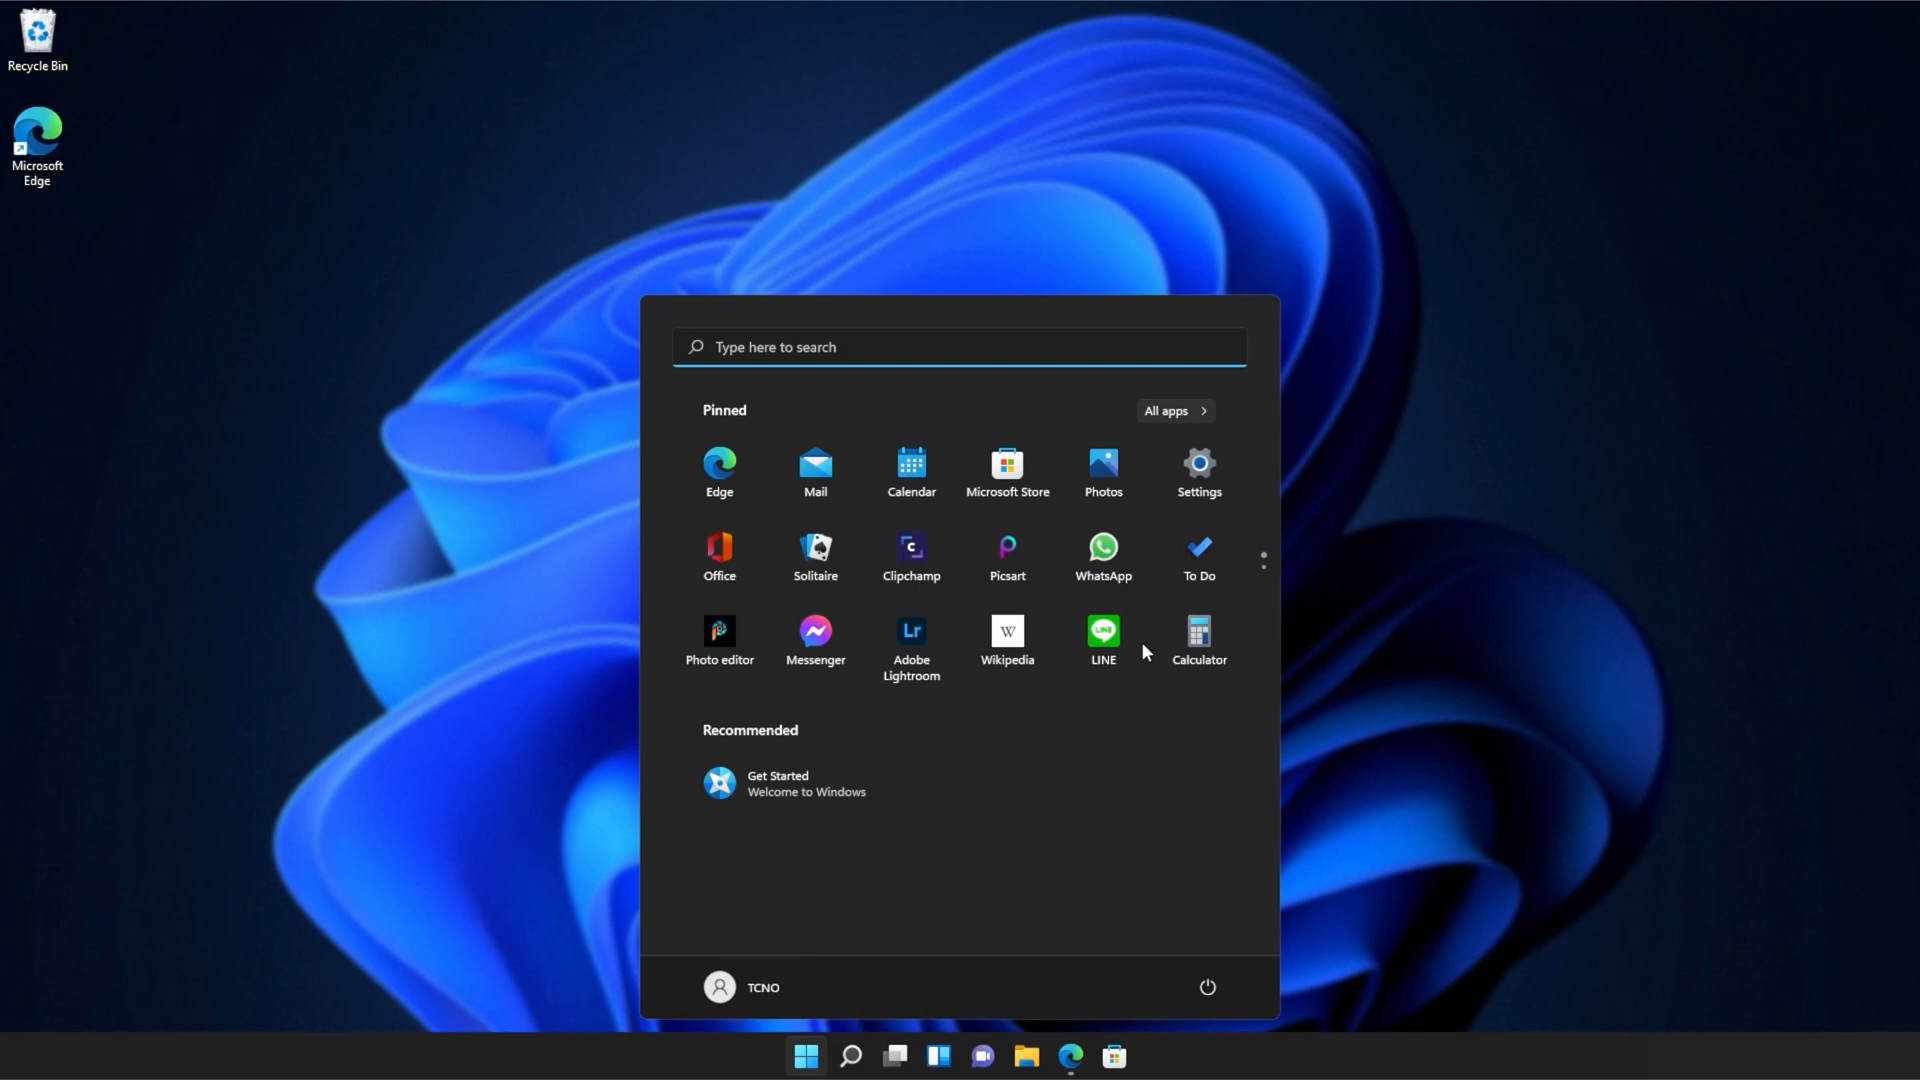 Recycle Bin
Microsoft
Edge
Type here to search
Pinned
All apps
Edge
Mail
Calendar
Microsoft Store
Photos
Settings
Office
Solitaire
Clipchamp
Picsart
WhatsApp
To Do
Photo editor
Messenger
Lr
Adobe
Lightroom
W
Wikipedia
LINE
LINE
Calculator
Recommended
Get Started
Welcome to Windows
TCNO